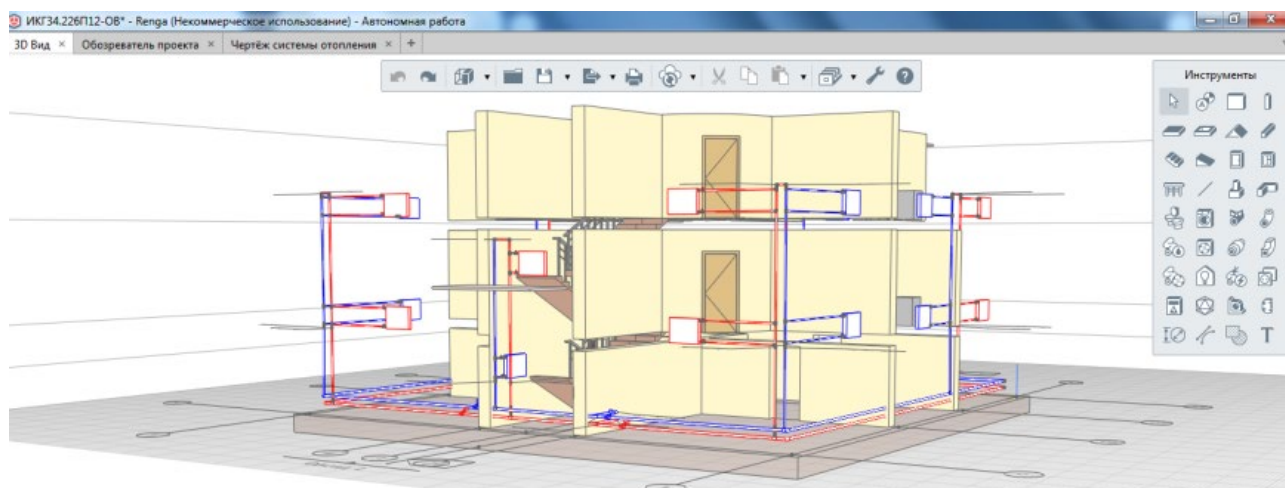 ИКГ34.226П12-ОВ* - Renga (Некоммерческое использование) - Автономная работа
3D Вид × Обозреватель проекта × Чертёж системы отопления × +
Инструменты